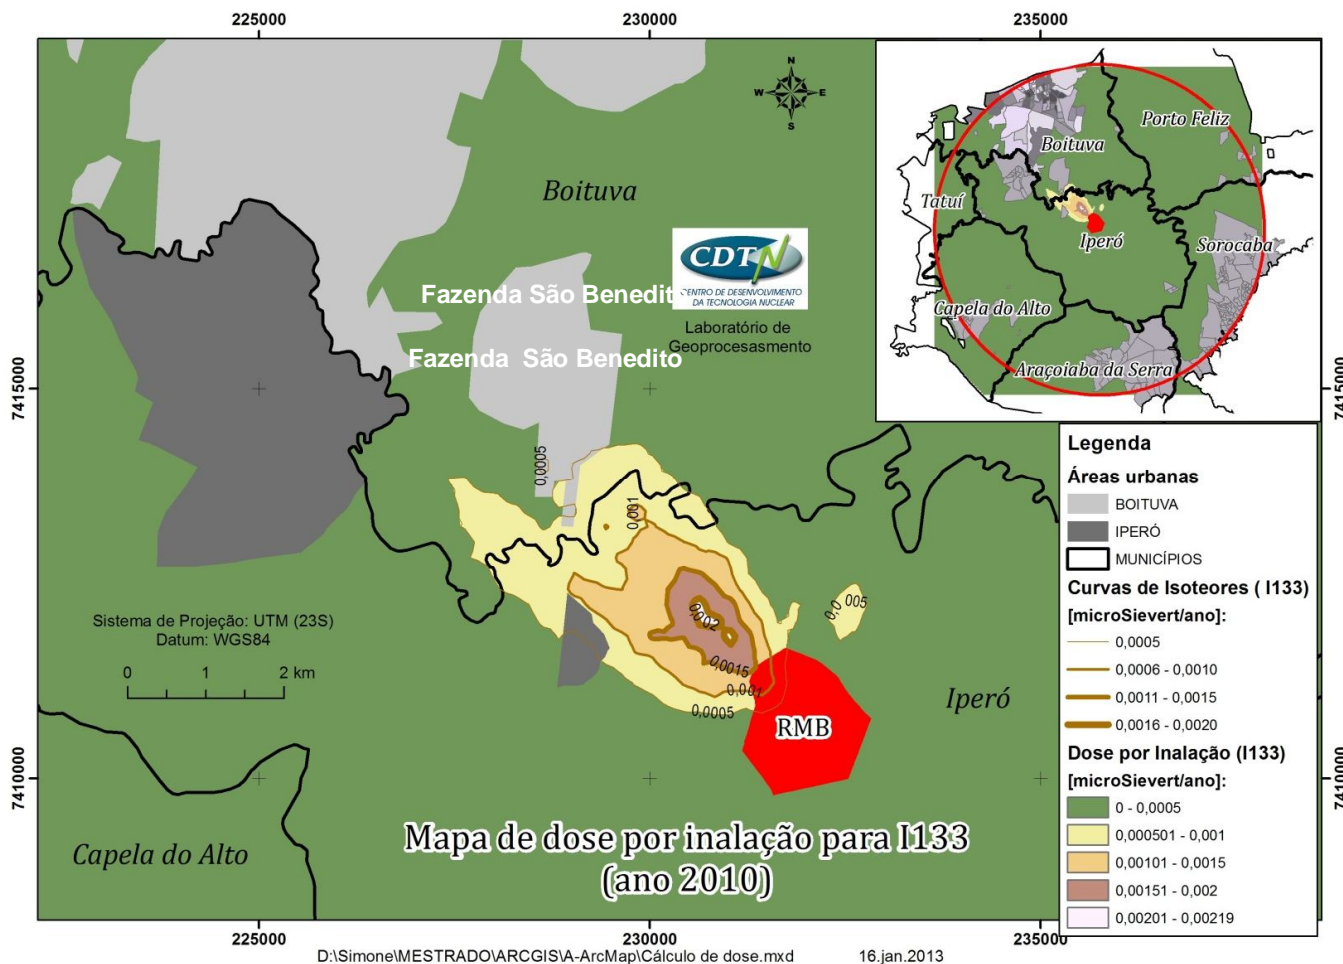 225000
230000
235000
N
W E
S
Boituva
CDTN
CENTRO DE DESENVOLVIMENTO
DA TECNOLOGIA NUCLEAR
Laboratório de
Geoprocesasmento
Fazenda São Benedito
Fazenda São Benedito
Porto Feliz
Boituva
Tatuí
Iperó
Sorocaba
Capela do Alto
Araçoiaba da Serra
7415000
7415000
0,0005
0,001
0,002
0,0015
0,001
0,0005
0,0005
Sistema de Projeção: UTM (23S)
Datum: WGS84
0 1 2 km
Iperó
RMB
7410000
7410000
Capela do Alto
Mapa de dose por inalação para I133
(ano 2010)
Legenda
Áreas urbanas
BOITUVA
IPERÓ
MUNICÍPIOS
Curvas de Isoteores ( I133)
[microSievert/ano]:
0,0005
0,0006 - 0,0010
0,0011 - 0,0015
0,0016 - 0,0020
Dose por Inalação (I133)
[microSievert/ano]:
0 - 0,0005
0,000501 - 0,001
0,00101 - 0,0015
0,00151 - 0,002
0,00201 - 0,00219
225000
230000
235000
D:\Simone\MESTRADO\ARCGIS\A-ArcMap\Cálculo de dose.mxd 16.jan.2013